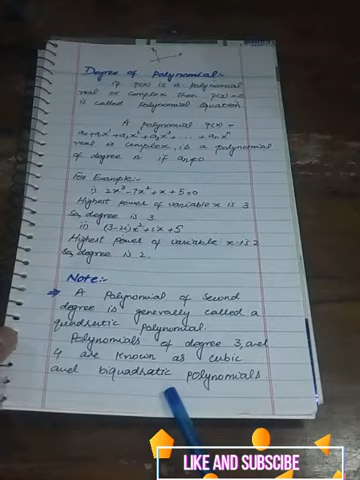 Degree of Polynomial:-
If P(x) is a polynomial
real or complex then P(x)=0
is called Polynomial Equation
A polynomial P(x) =
a₀+a₁x+a₂x²+a₃x³+....+aₙxⁿ
real or complex, is a polynomial
of degree n if aₙ≠0
For Example:-
i) 2x³-7x²+x+5=0
Highest Power of variable x is 3
So, degree is 3.
ii) (3-2i)x²+ix+5
Highest Power of variable x is 2
So, degree is 2.
Note:-
A Polynomial of second
degree is generally called a
quadratic polynomial.
Polynomials of degree 3, and
4 are known as cubic
and biquadratic polynomials.
LIKE AND SUBSCIBE